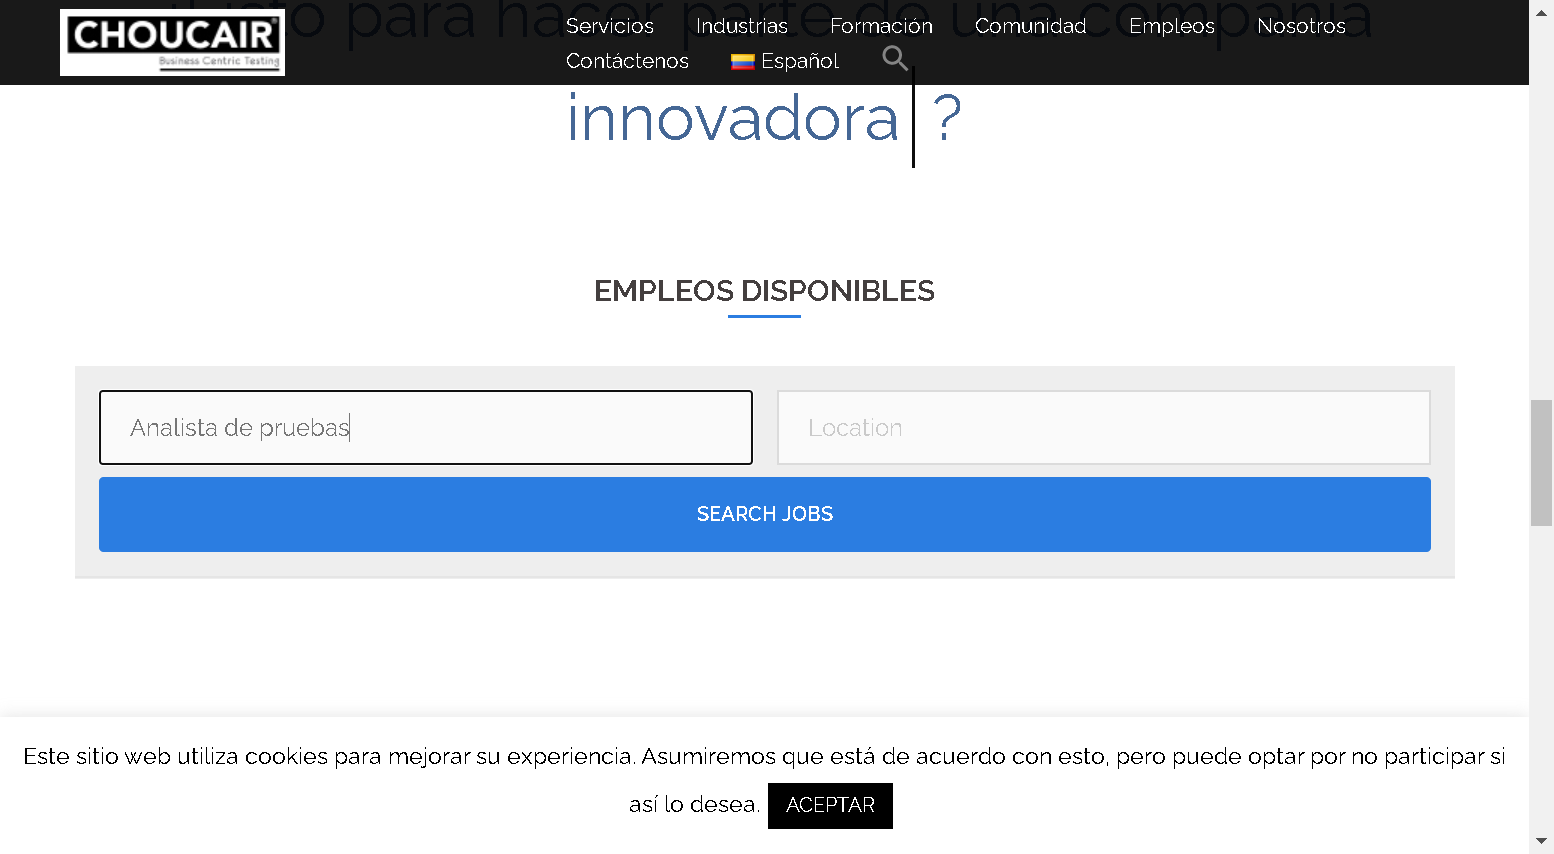 ¿Listo para hacer parte de una compañía
CHOUCAIR
Business Centric Testing
Servicios Industrias Formación Comunidad Empleos Nosotros
Contáctenos Español
innovadora ?
EMPLEOS DISPONIBLES
Analista de pruebas Location
SEARCH JOBS
Este sitio web utiliza cookies para mejorar su experiencia. Asumiremos que está de acuerdo con esto, pero puede optar por no participar si
así lo desea. ACEPTAR